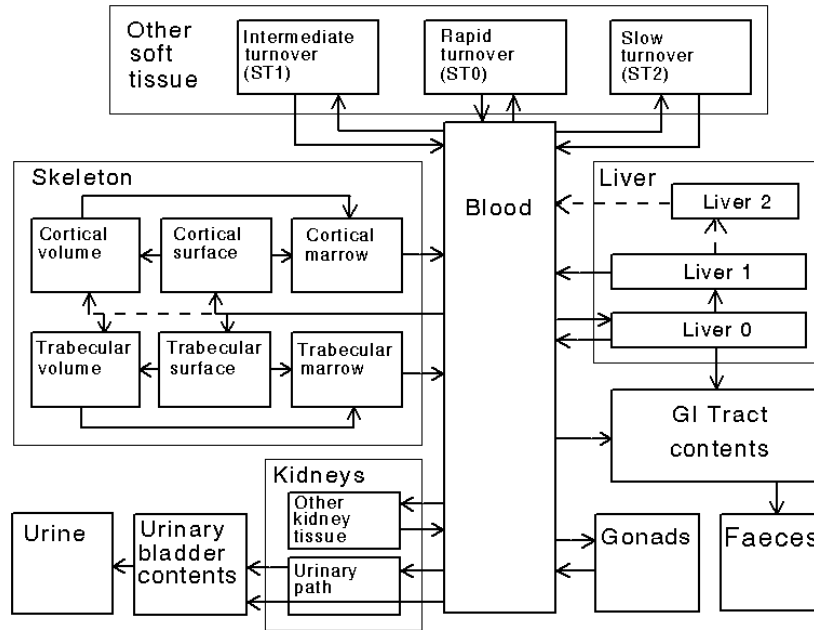 Other
soft
tissue
Intermediate
turnover
(ST1)
Rapid
turnover
(ST0)
Slow
turnover
(ST2)
Skeleton
Blood
Liver
Liver 2
Cortical
volume
Cortical
surface
Cortical
marrow
Liver 1
Liver 0
Trabecular
volume
Trabecular
surface
Trabecular
marrow
GI Tract
contents
Kidneys
Other
kidney
tissue
Urine
Urinary
bladder
contents
Urinary
path
Gonads
Faeces